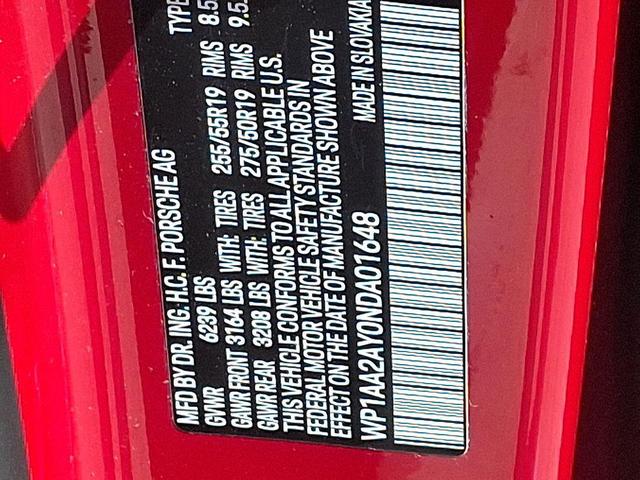 MFD BY DR. ING. H.C. F. PORSCHE AG TYPE
GVWR 6239 LBS
GAWR FRONT 3164 LBS WITH: TIRES 255/55R19 RIMS 8.5
GAWR REAR 3208 LBS WITH: TIRES 275/50R19 RIMS 9.5
THIS VEHICLE CONFORMS TO ALL APPLICABLE U.S.
FEDERAL MOTOR VEHICLE SAFETY STANDARDS IN
EFFECT ON THE DATE OF MANUFACTURE SHOWN ABOVE
WP1AA2AY0NDA01648 MADE IN SLOVAKIA